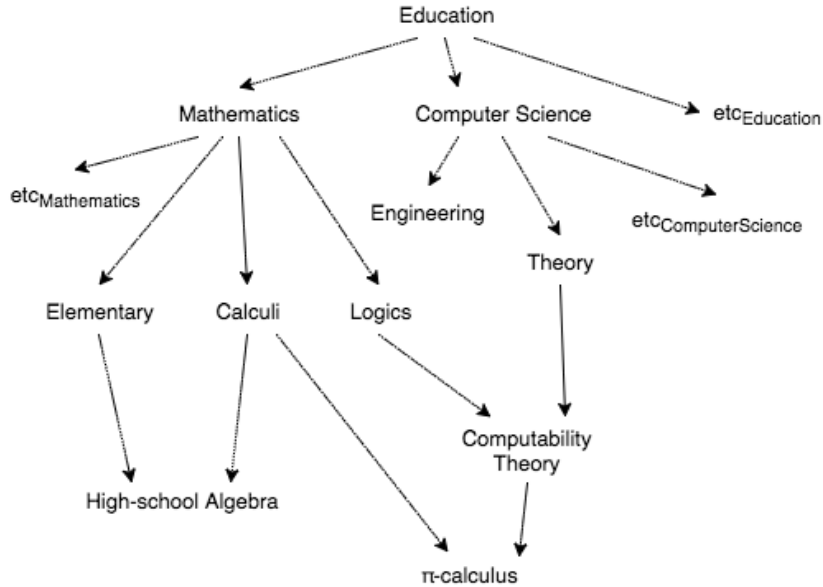 Education
Mathematics
Computer Science
etcEducation
etcMathematics
Engineering
etcComputerScience
Theory
Elementary
Calculi
Logics
Computability
Theory
High-school Algebra
π-calculus